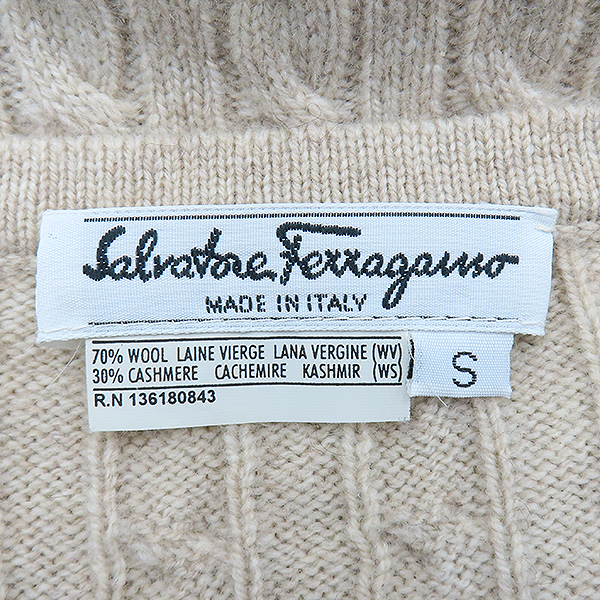 Salvatore Ferragamo
MADE IN ITALY
70% WOOL LAINE VIERGE LANA VERGINE (WV)
30% CASHMERE CACHEMIRE KASHMIR (WS)
R.N 136180843
S